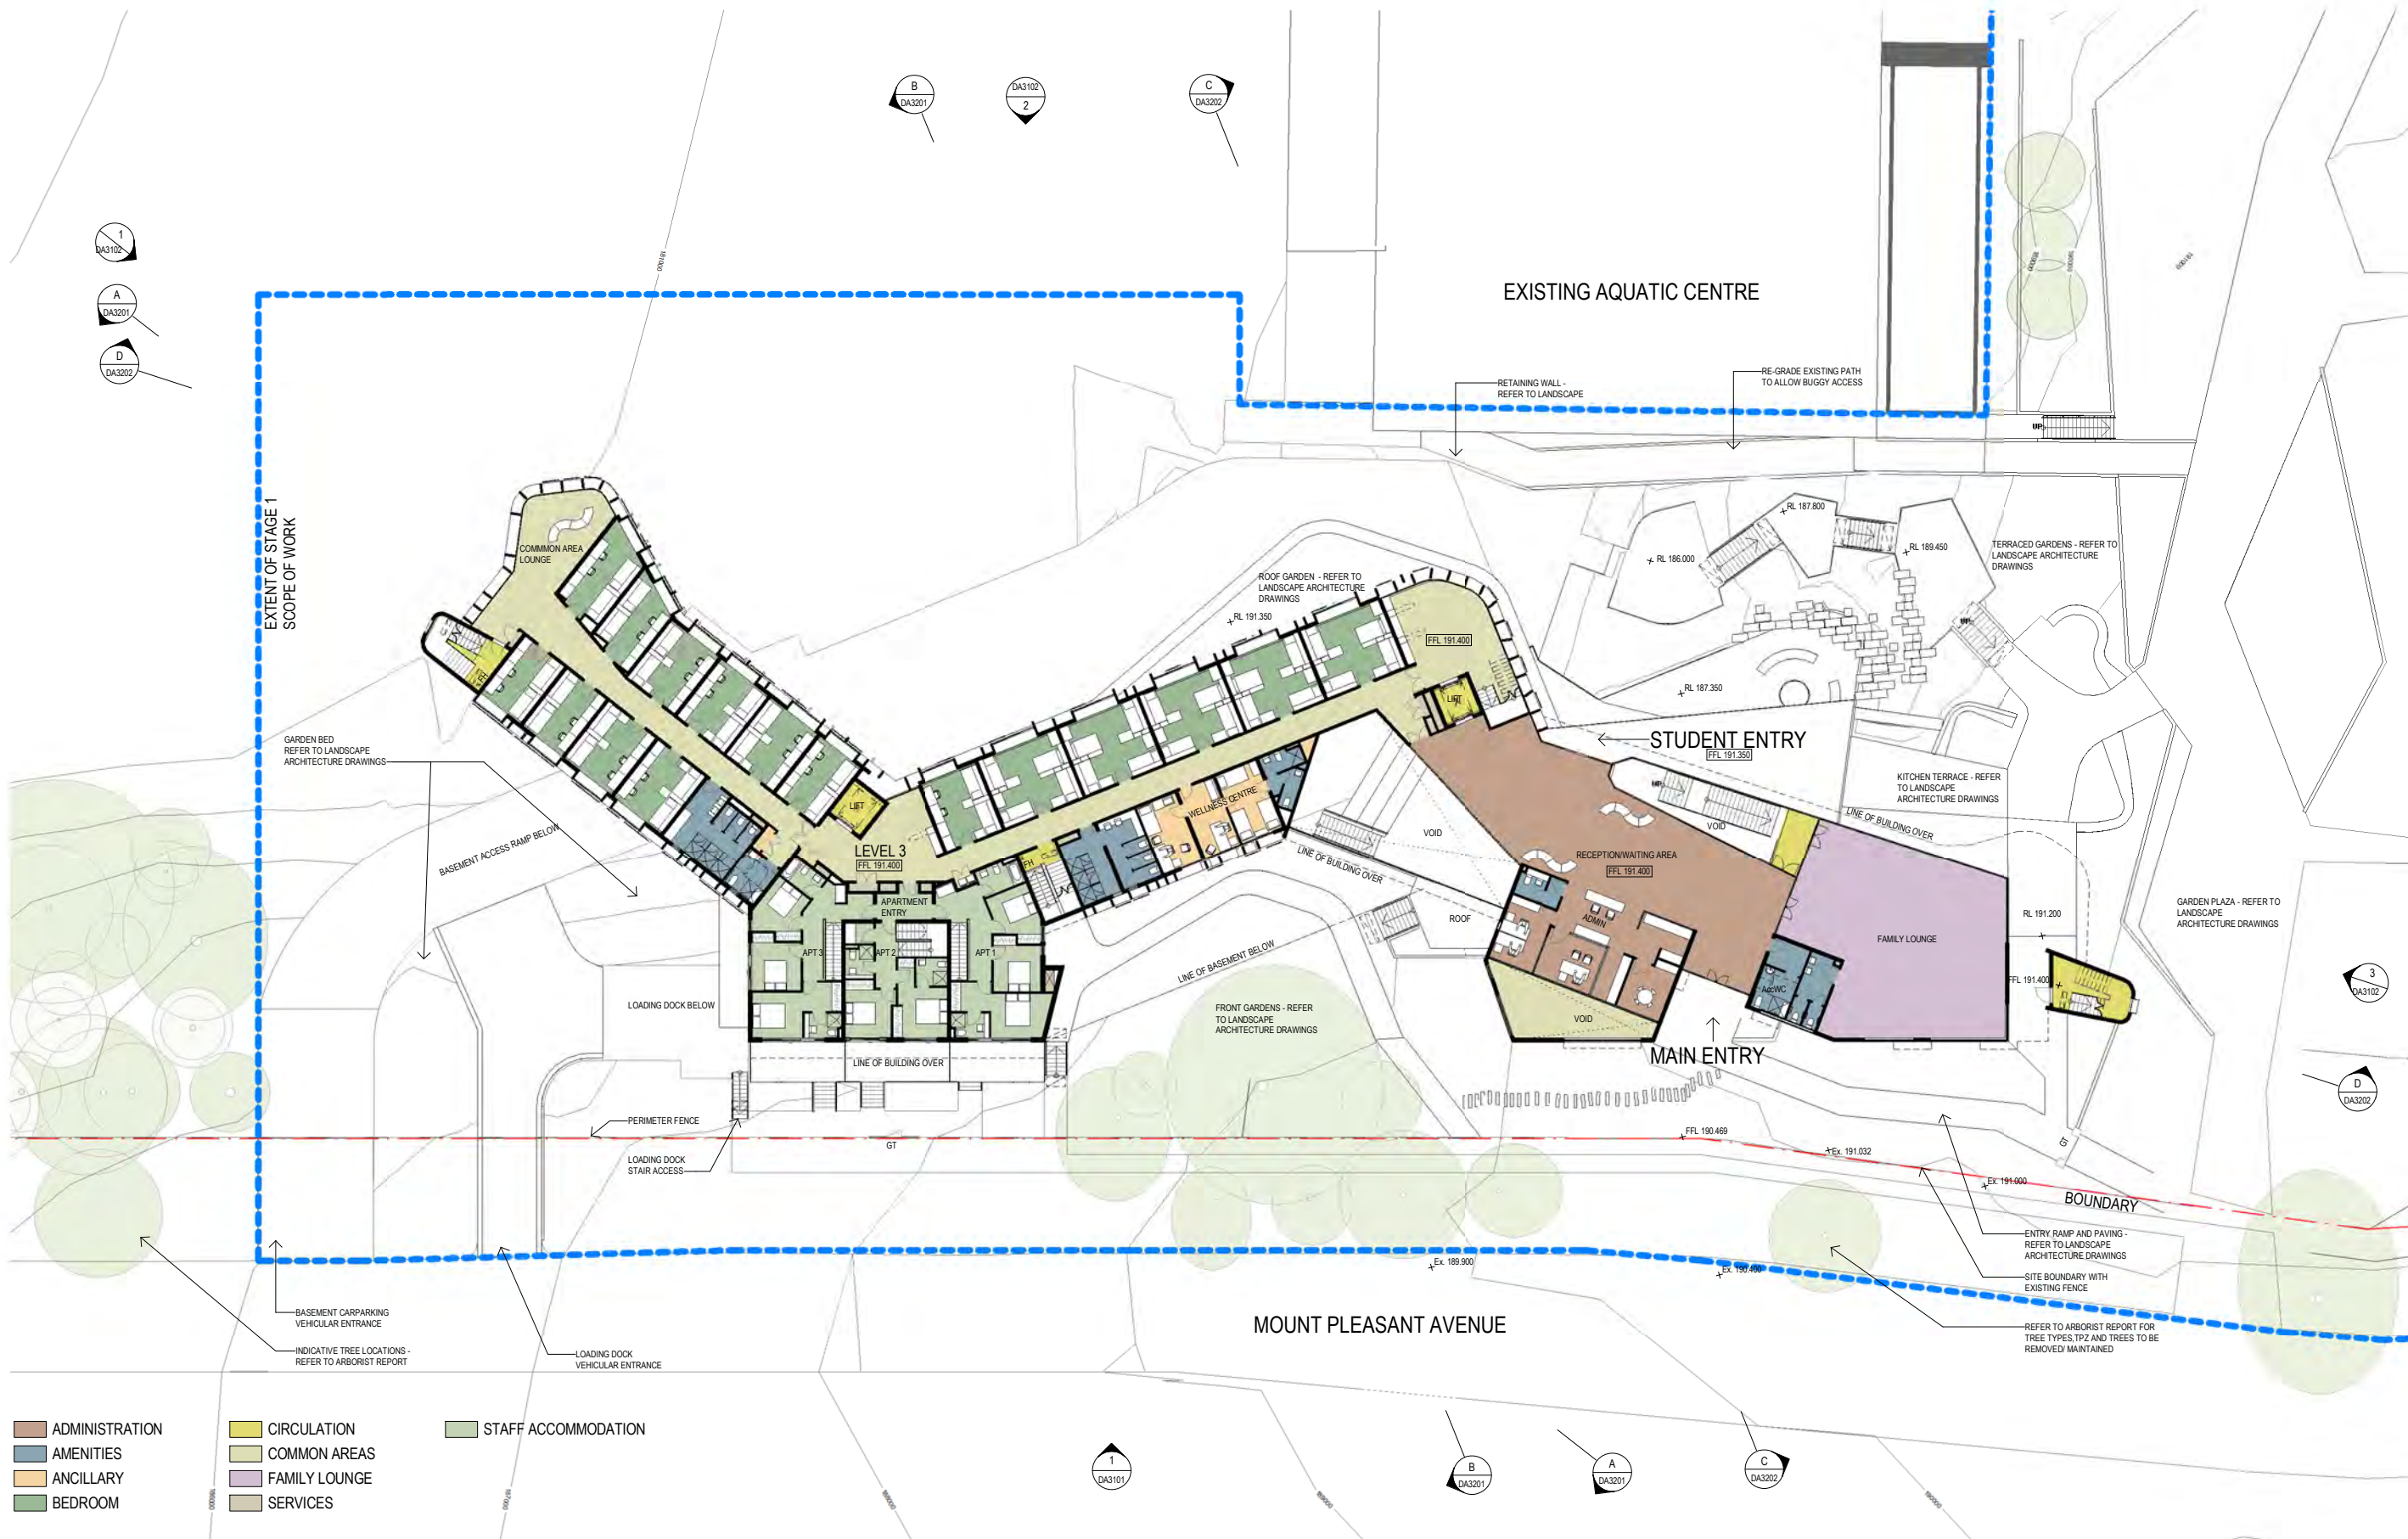 B
DA3201
DA3102
2
C
DA3202
1
DA3102
A
DA3201
D
DA3202
181000
EXISTING AQUATIC CENTRE
RETAINING WALL -
REFER TO LANDSCAPE
RE-GRADE EXISTING PATH
TO ALLOW BUGGY ACCESS
UP
EXTENT OF STAGE 1
SCOPE OF WORK
COMMMON AREA
LOUNGE
ROOF GARDEN - REFER TO
LANDSCAPE ARCHITECTURE
DRAWINGS
RL 191.350
RL 187.800
RL 186.000
RL 189.450
RL 187.350
TERRACED GARDENS - REFER TO
LANDSCAPE ARCHITECTURE
DRAWINGS
UP
FFL 191.400
LIFT
FH
GARDEN BED
REFER TO LANDSCAPE
ARCHITECTURE DRAWINGS
STUDENT ENTRY
FFL 191.350
KITCHEN TERRACE - REFER
TO LANDSCAPE
ARCHITECTURE DRAWINGS
LINE OF BUILDING OVER
UP
VOID
BASEMENT ACCESS RAMP BELOW
LIFT
LEVEL 3
FFL 191.400
WELLNESS CENTRE
FH
VOID
LINE OF BUILDING OVER
RECEPTION/WAITING AREA
FFL 191.400
APARTMENT
ENTRY
ROOF
ADMIN
GARDEN PLAZA - REFER TO
LANDSCAPE
ARCHITECTURE DRAWINGS
RL 191.200
FAMILY LOUNGE
APT 3
APT 2
APT 1
LINE OF BASEMENT BELOW
AccWC
FFL 191.400
3
DA3102
LOADING DOCK BELOW
FRONT GARDENS - REFER
TO LANDSCAPE
ARCHITECTURE DRAWINGS
VOID
MAIN ENTRY
LINE OF BUILDING OVER
D
DA3202
PERIMETER FENCE
GT
FFL 190.469
Ex. 191.032
GT
LOADING DOCK
STAIR ACCESS
Ex. 191.000
BOUNDARY
ENTRY RAMP AND PAVING -
REFER TO LANDSCAPE
ARCHITECTURE DRAWINGS
Ex. 189.900
Ex. 190.400
SITE BOUNDARY WITH
EXISTING FENCE
BASEMENT CARPARKING
VEHICULAR ENTRANCE
MOUNT PLEASANT AVENUE
REFER TO ARBORIST REPORT FOR
TREE TYPES,TPZ AND TREES TO BE
REMOVED/ MAINTAINED
INDICATIVE TREE LOCATIONS -
REFER TO ARBORIST REPORT
LOADING DOCK
VEHICULAR ENTRANCE
ADMINISTRATION
AMENITIES
ANCILLARY
BEDROOM
CIRCULATION
COMMON AREAS
FAMILY LOUNGE
SERVICES
STAFF ACCOMMODATION
186000
187000
1
DA3101
B
DA3201
A
DA3201
C
DA3202